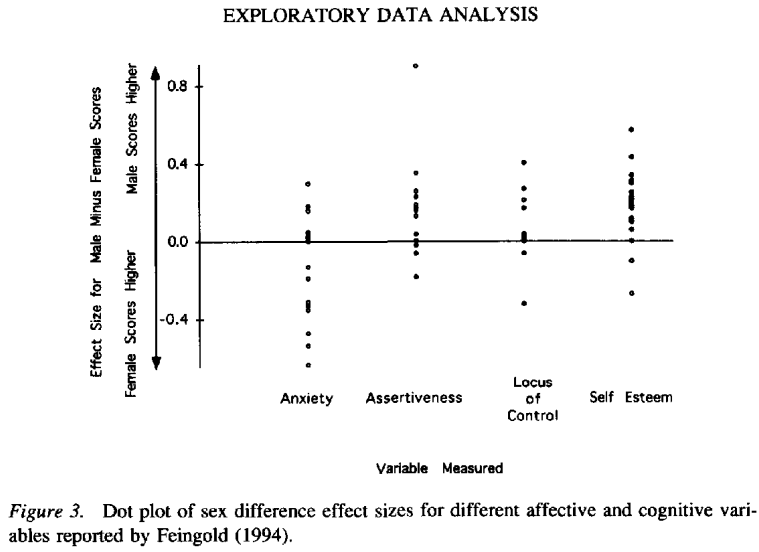 EXPLORATORY DATA ANALYSIS
Effect Size for Male Minus Female Scores
Female Scores Higher Male Scores Higher
0.8
0.4
0.0
-0.4
Anxiety
Assertiveness
Locus
of
Control
Self Esteem
Variable Measured
Figure 3. Dot plot of sex difference effect sizes for different affective and cognitive vari-
ables reported by Feingold (1994).